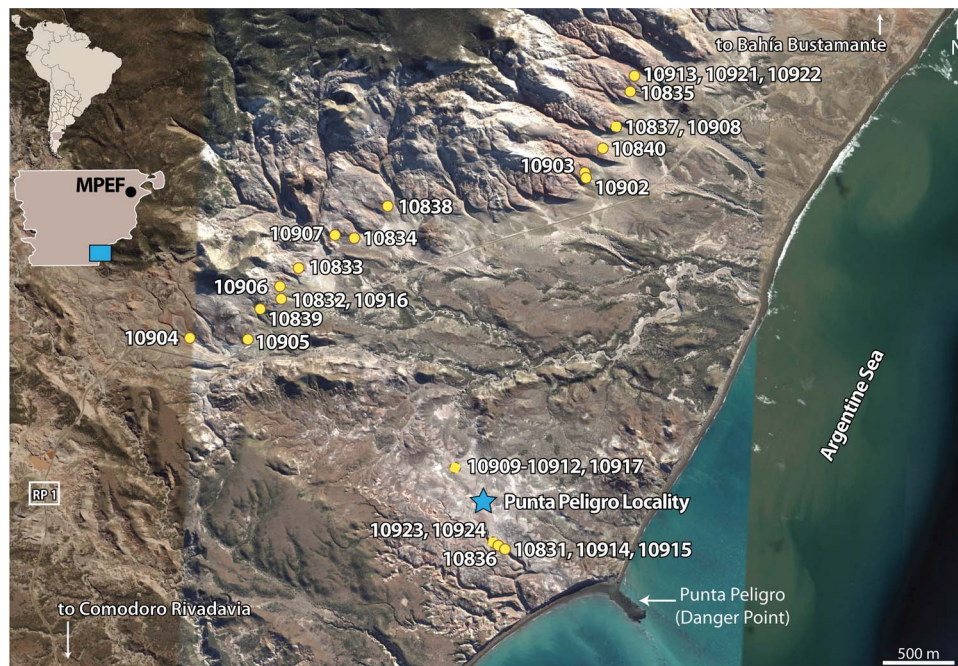 to Bahía Bustamante
N
10913, 10921, 10922
10835
MPEF
10837, 10908
10840
10903
10902
10838
10907
10834
10833
10906
10832, 10916
10839
10904
10905
Argentine Sea
10909-10912, 10917
RP 1
Punta Peligro Locality
10923, 10924
10831, 10914, 10915
10836
Punta Peligro
(Danger Point)
to Comodoro Rivadavia
500 m